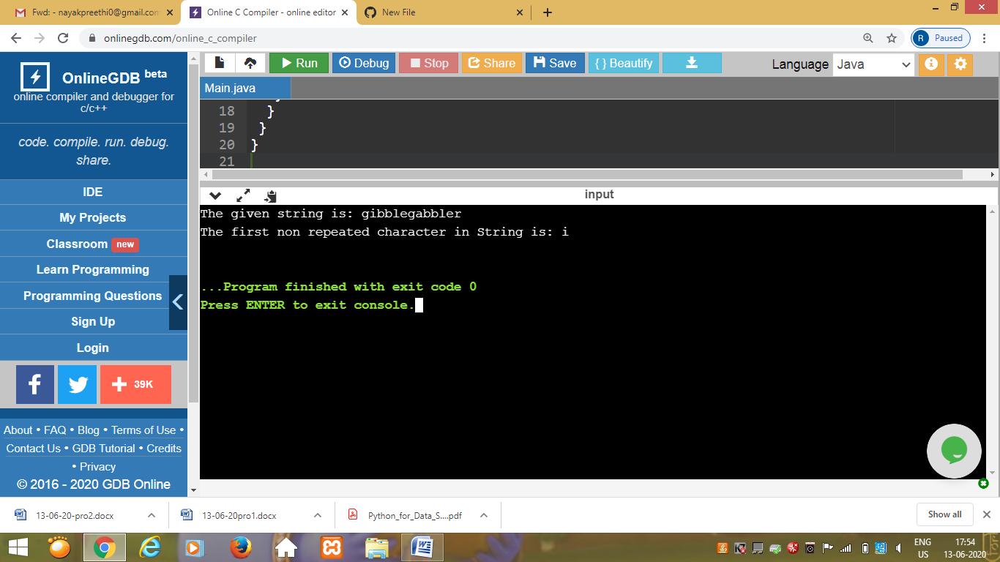 Fwd: - nayakpreethi0@gmail.com
Online C Compiler - online editor
New File
onlinegdb.com/online_c_compiler
R Paused
OnlineGDB beta
online compiler and debugger for
c/c++
code. compile. run. debug.
share.
IDE
My Projects
Classroom new
Learn Programming
Programming Questions
Sign Up
Login
39K
About • FAQ • Blog • Terms of Use •
Contact Us • GDB Tutorial • Credits
• Privacy
© 2016 - 2020 GDB Online
Run Debug Stop Share Save { } Beautify Language Java
Main.java
18 }
19 }
20 }
21
input
The given string is: gibblegabbler
The first non repeated character in String is: i
...Program finished with exit code 0
Press ENTER to exit console.
13-06-20-pro2.docx
13-06-20pro1.docx
Python_for_Data_S....pdf
Show all
ENG
US
17:54
13-06-2020